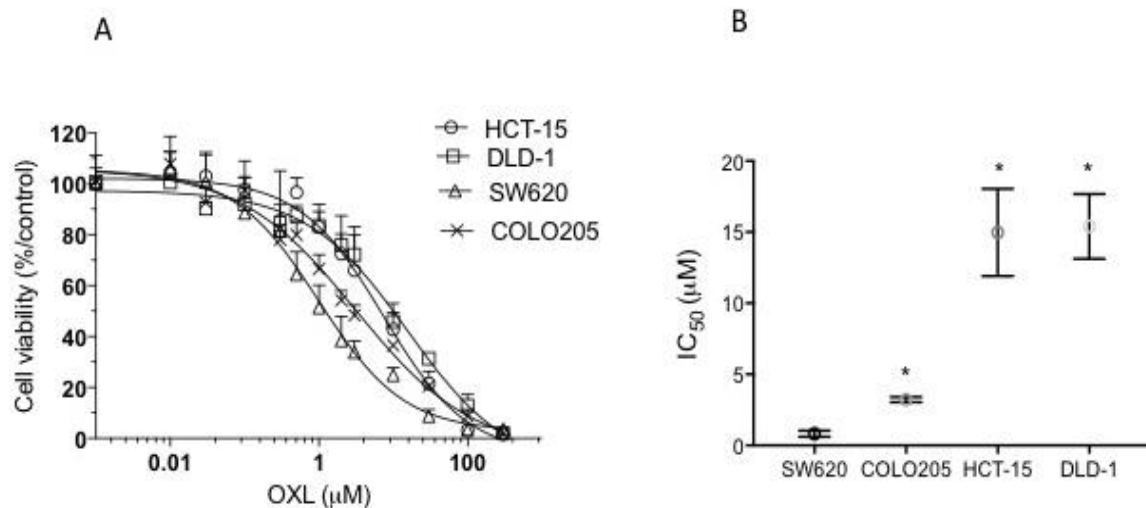 A
B
HCT-15
DLD-1
SW620
COLO205
120
100
80
60
40
20
0
Cell viability (%/control)
0.01
1
100
OXL (μM)
20
15
10
5
0
IC50 (μM)
*
*
*
SW620
COLO205
HCT-15
DLD-1